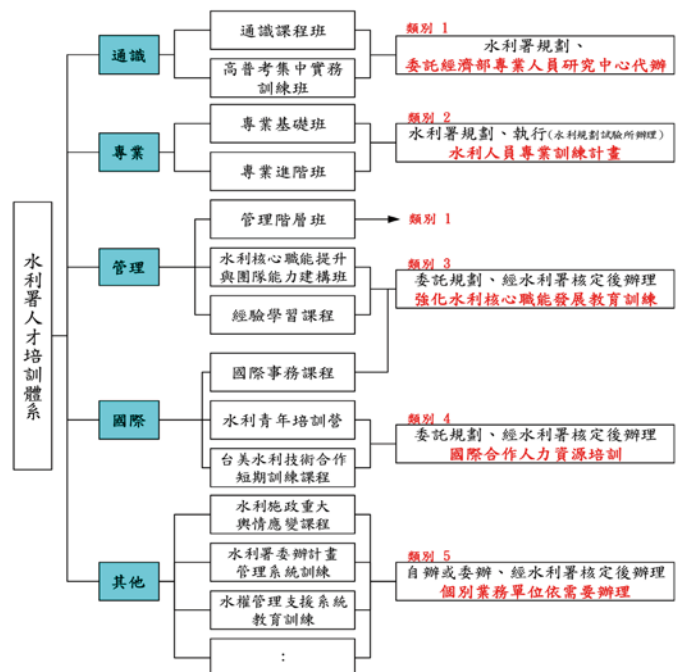 水利署人才培訓體系
通識
通識課程班
高普考集中實務
訓練班
類別 1
水利署規劃、
委託經濟部專業人員研究中心代辦
專業
專業基礎班
專業進階班
類別 2
水利署規劃、執行(水利規劃試驗所辦理)
水利人員專業訓練計畫
管理
管理階層班
類別 1
水利核心職能提升
與團隊能力建構班
經驗學習課程
類別 3
委託規劃、經水利署核定後辦理
強化水利核心職能發展教育訓練
國際
國際事務課程
水利青年培訓營
台美水利技術合作
短期訓練課程
類別 4
委託規劃、經水利署核定後辦理
國際合作人力資源培訓
其他
水利施政重大
輿情應變課程
水利署委辦計畫
管理系統訓練
水權管理支援系統
教育訓練
:
類別 5
自辦或委辦、經水利署核定後辦理
個別業務單位依需要辦理